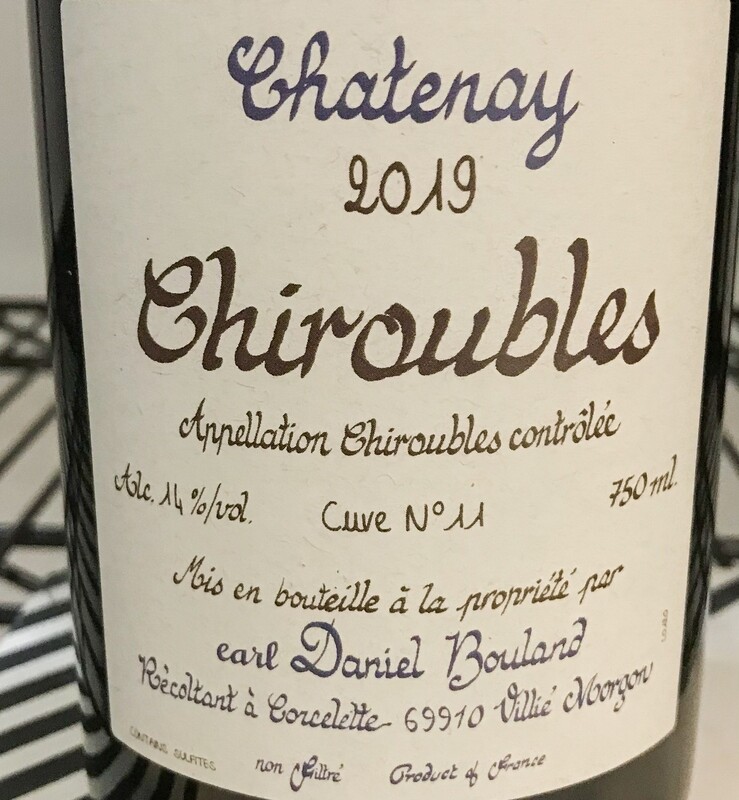 Chatenay
2019
Chiroubles
Appellation Chiroubles contrôlée
Alc. 14 %/vol.
Cuve N° 11
750 ml.
Mis en bouteille à la propriété par
earl Daniel Bouland
Récoltant à Corcelette 69910 Villié Morgon
CONTAINS SULFITES
non filtré
Product of France